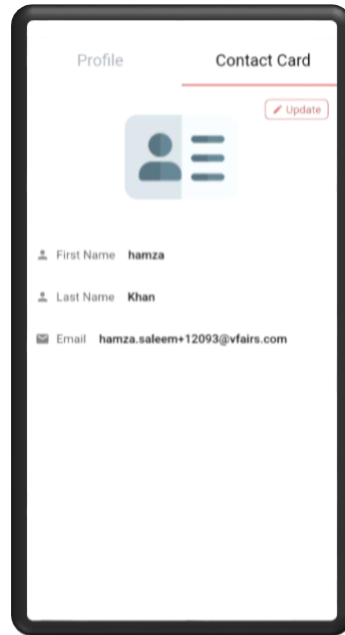 Profile Contact Card
Update
First Name hamza
Last Name Khan
Email hamza.saleem+12093@vfairs.com